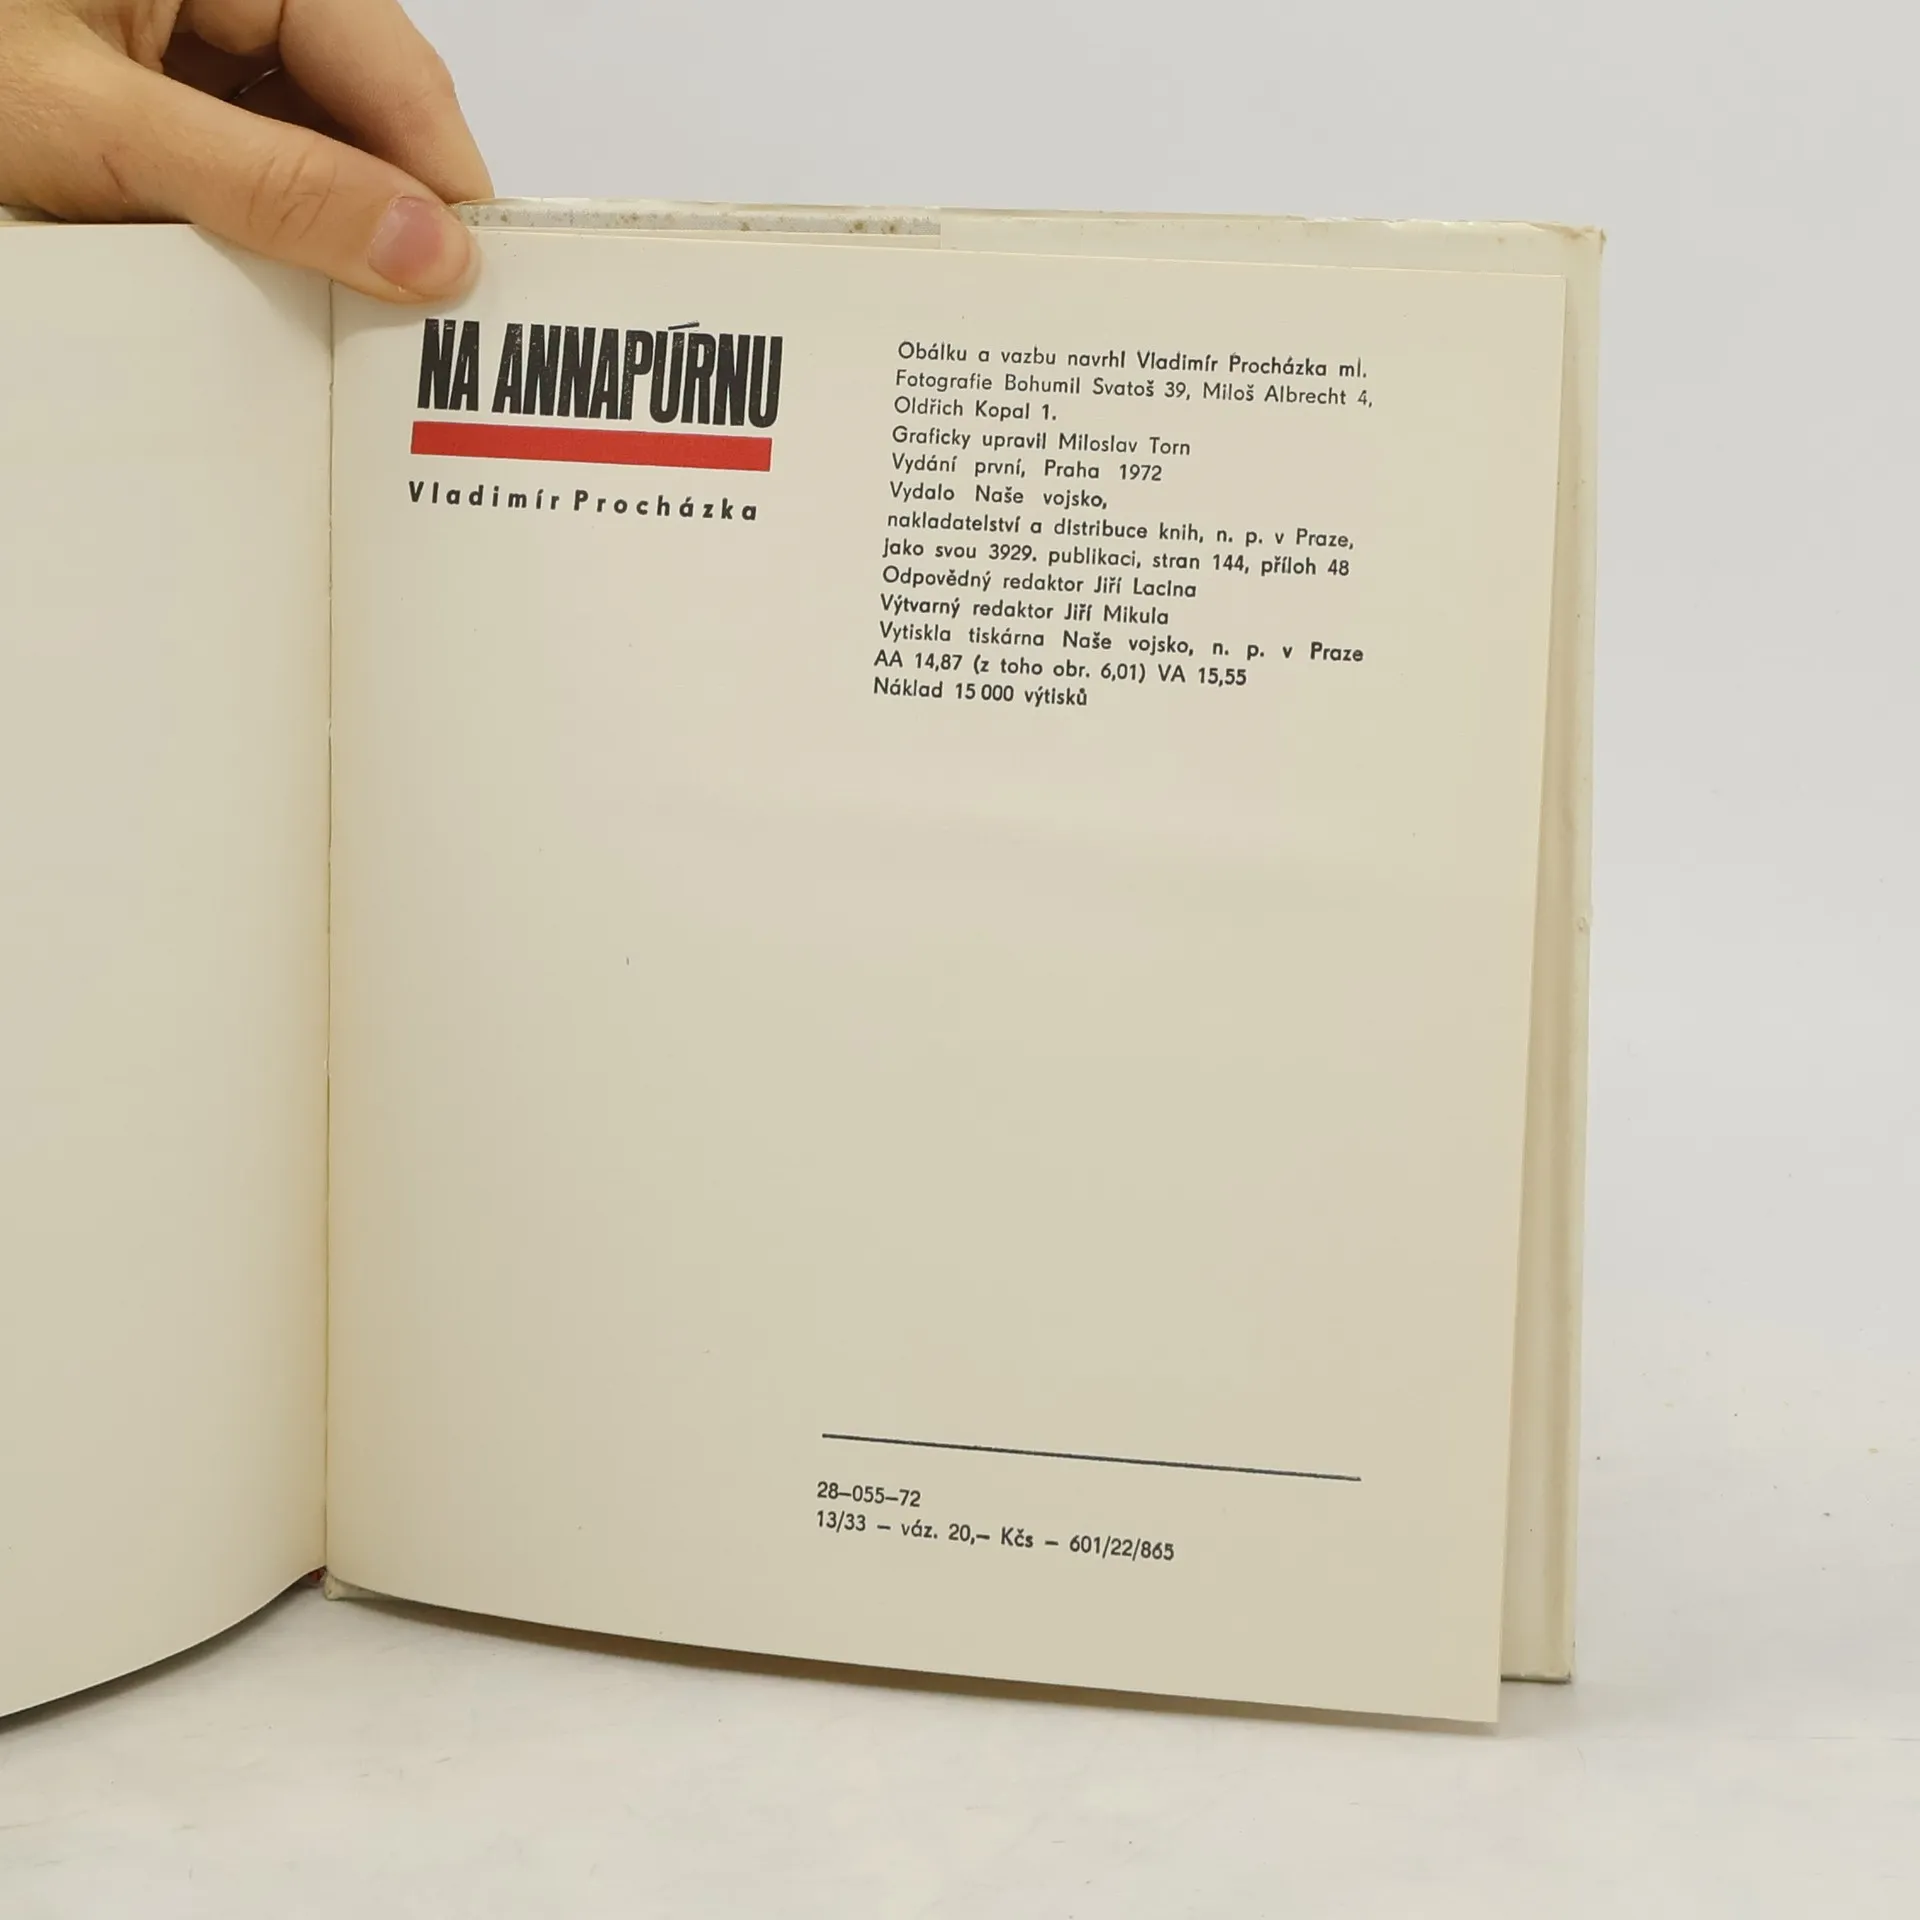 NA ANNAPÚRNU
Vladimír Procházka
Obálku a vazbu navrhl Vladimír Procházka ml.
Fotografie Bohumil Svatoš 39, Miloš Albrecht 4,
Oldřich Kopal 1.
Graficky upravil Miloslav Torn
Vydání první, Praha 1972
Vydalo Naše vojsko,
nakladatelství a distribuce knih, n. p. v Praze,
jako svou 3929. publikaci, stran 144, příloh 48
Odpovědný redaktor Jiří Lacina
Výtvarný redaktor Jiří Mikula
Vytiskla tiskárna Naše vojsko, n. p. v Praze
AA 14,87 (z toho obr. 6,01) VA 15,55
Náklad 15 000 výtisků
28–055–72
13/33 – váz. 20,– Kčs – 601/22/865